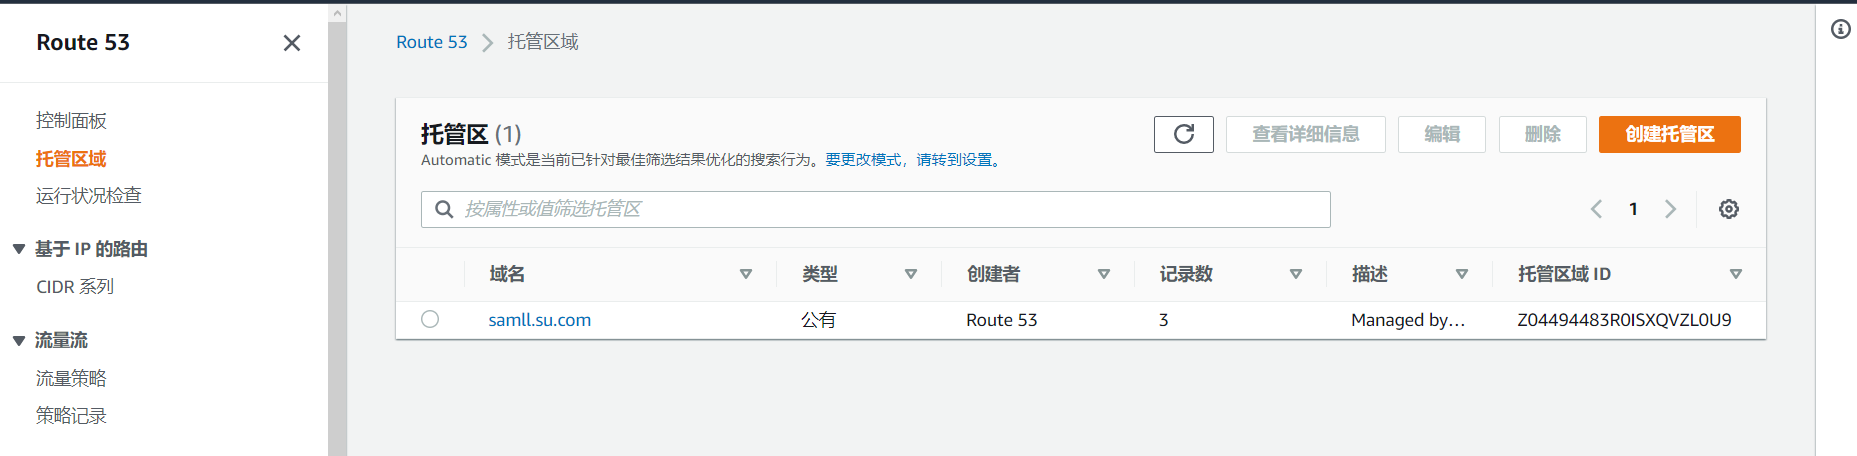 Route 53
控制面板
托管区域
运行状况检查
基于 IP 的路由
CIDR 系列
流量流
流量策略
策略记录
Route 53 托管区域
托管区 (1)
查看详细信息 编辑 删除 创建托管区
Automatic 模式是当前已针对最佳筛选结果优化的搜索行为。要更改模式，请转到设置。
按属性或值筛选托管区
1
域名 类型 创建者 记录数 描述 托管区域 ID
samll.su.com 公有 Route 53 3 Managed by... Z04494483R0ISXQVZL0U9